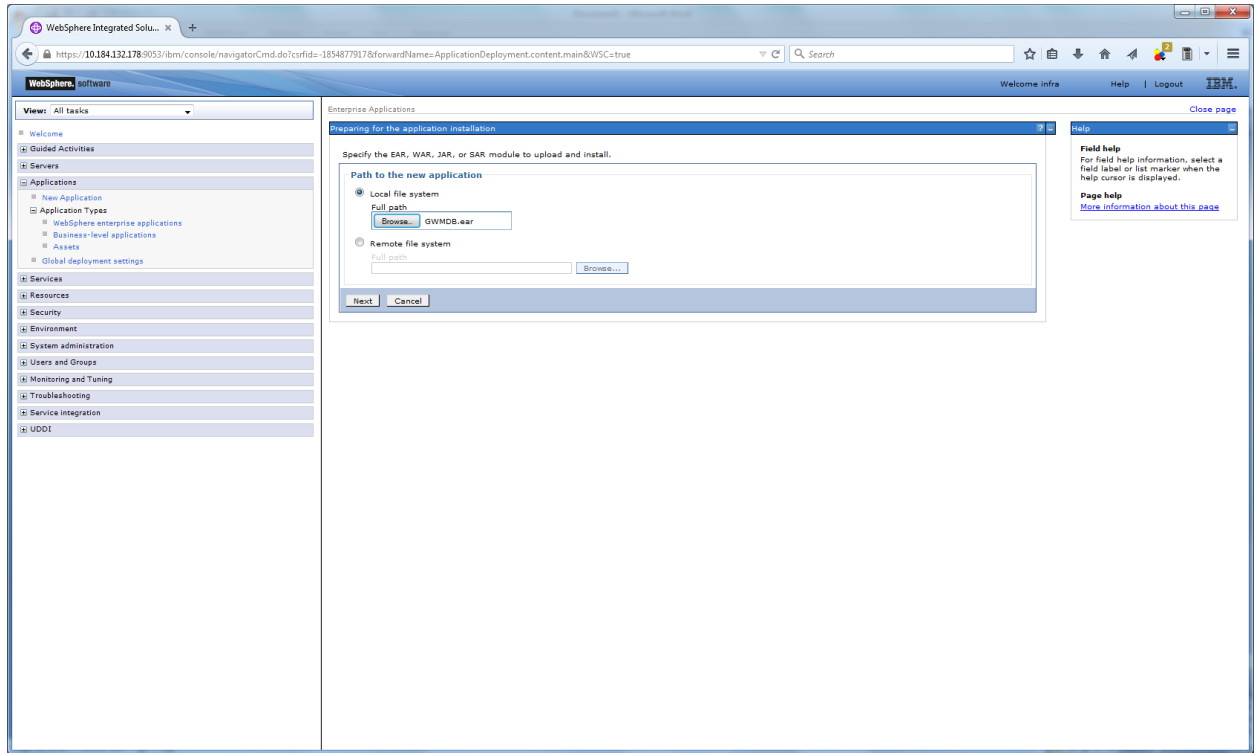 WebSphere Integrated Solu... × +
https://10.184.132.178:9053/ibm/console/navigatorCmd.do?csrfid=-1854877917&forwardName=ApplicationDeployment.content.main&WSC=true
Search
2
WebSphere. software
Welcome infra
Help | Logout
IBM.
View: All tasks
Welcome
Guided Activities
Servers
Applications
New Application
Application Types
WebSphere enterprise applications
Business-level applications
Assets
Global deployment settings
Services
Resources
Security
Environment
System administration
Users and Groups
Monitoring and Tuning
Troubleshooting
Service integration
UDDI
Enterprise Applications
Close page
Preparing for the application installation
? –
Specify the EAR, WAR, JAR, or SAR module to upload and install.
Path to the new application
Local file system
Full path
Browse... GWMDB.ear
Remote file system
Full path
Browse...
Next Cancel
Help
Field help
For field help information, select a
field label or list marker when the
help cursor is displayed.
Page help
More information about this page